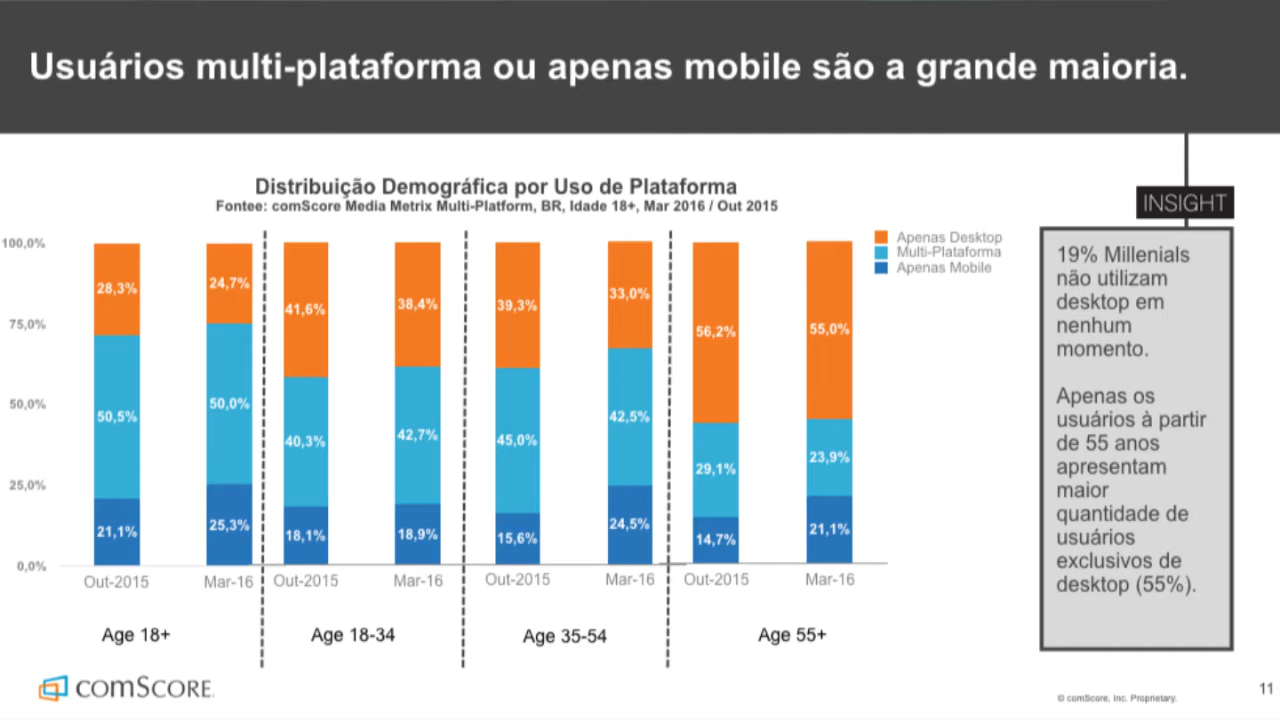 Usuários multi-plataforma ou apenas mobile são a grande maioria.
Distribuição Demográfica por Uso de Plataforma
Fontee: comScore Media Metrix Multi-Platform, BR, Idade 18+, Mar 2016 / Out 2015
Apenas Desktop
Multi-Plataforma
Apenas Mobile
100,0%
75,0%
50,0%
25,0%
0,0%
28,3% 24,7% 41,6% 38,4% 39,3% 33,0% 56,2% 55,0%
50,5% 50,0% 40,3% 42,7% 45,0% 42,5% 29,1% 23,9%
21,1% 25,3% 18,1% 18,9% 15,6% 24,5% 14,7% 21,1%
Out-2015 Mar-16 Out-2015 Mar-16 Out-2015 Mar-16 Out-2015 Mar-16
Age 18+ Age 18-34 Age 35-54 Age 55+
INSIGHT
19% Millenials
não utilizam
desktop em
nenhum
momento.
Apenas os
usuários à partir
de 55 anos
apresentam
maior
quantidade de
usuários
exclusivos de
desktop (55%).
comSCORE.
© comScore, Inc. Proprietary.
11